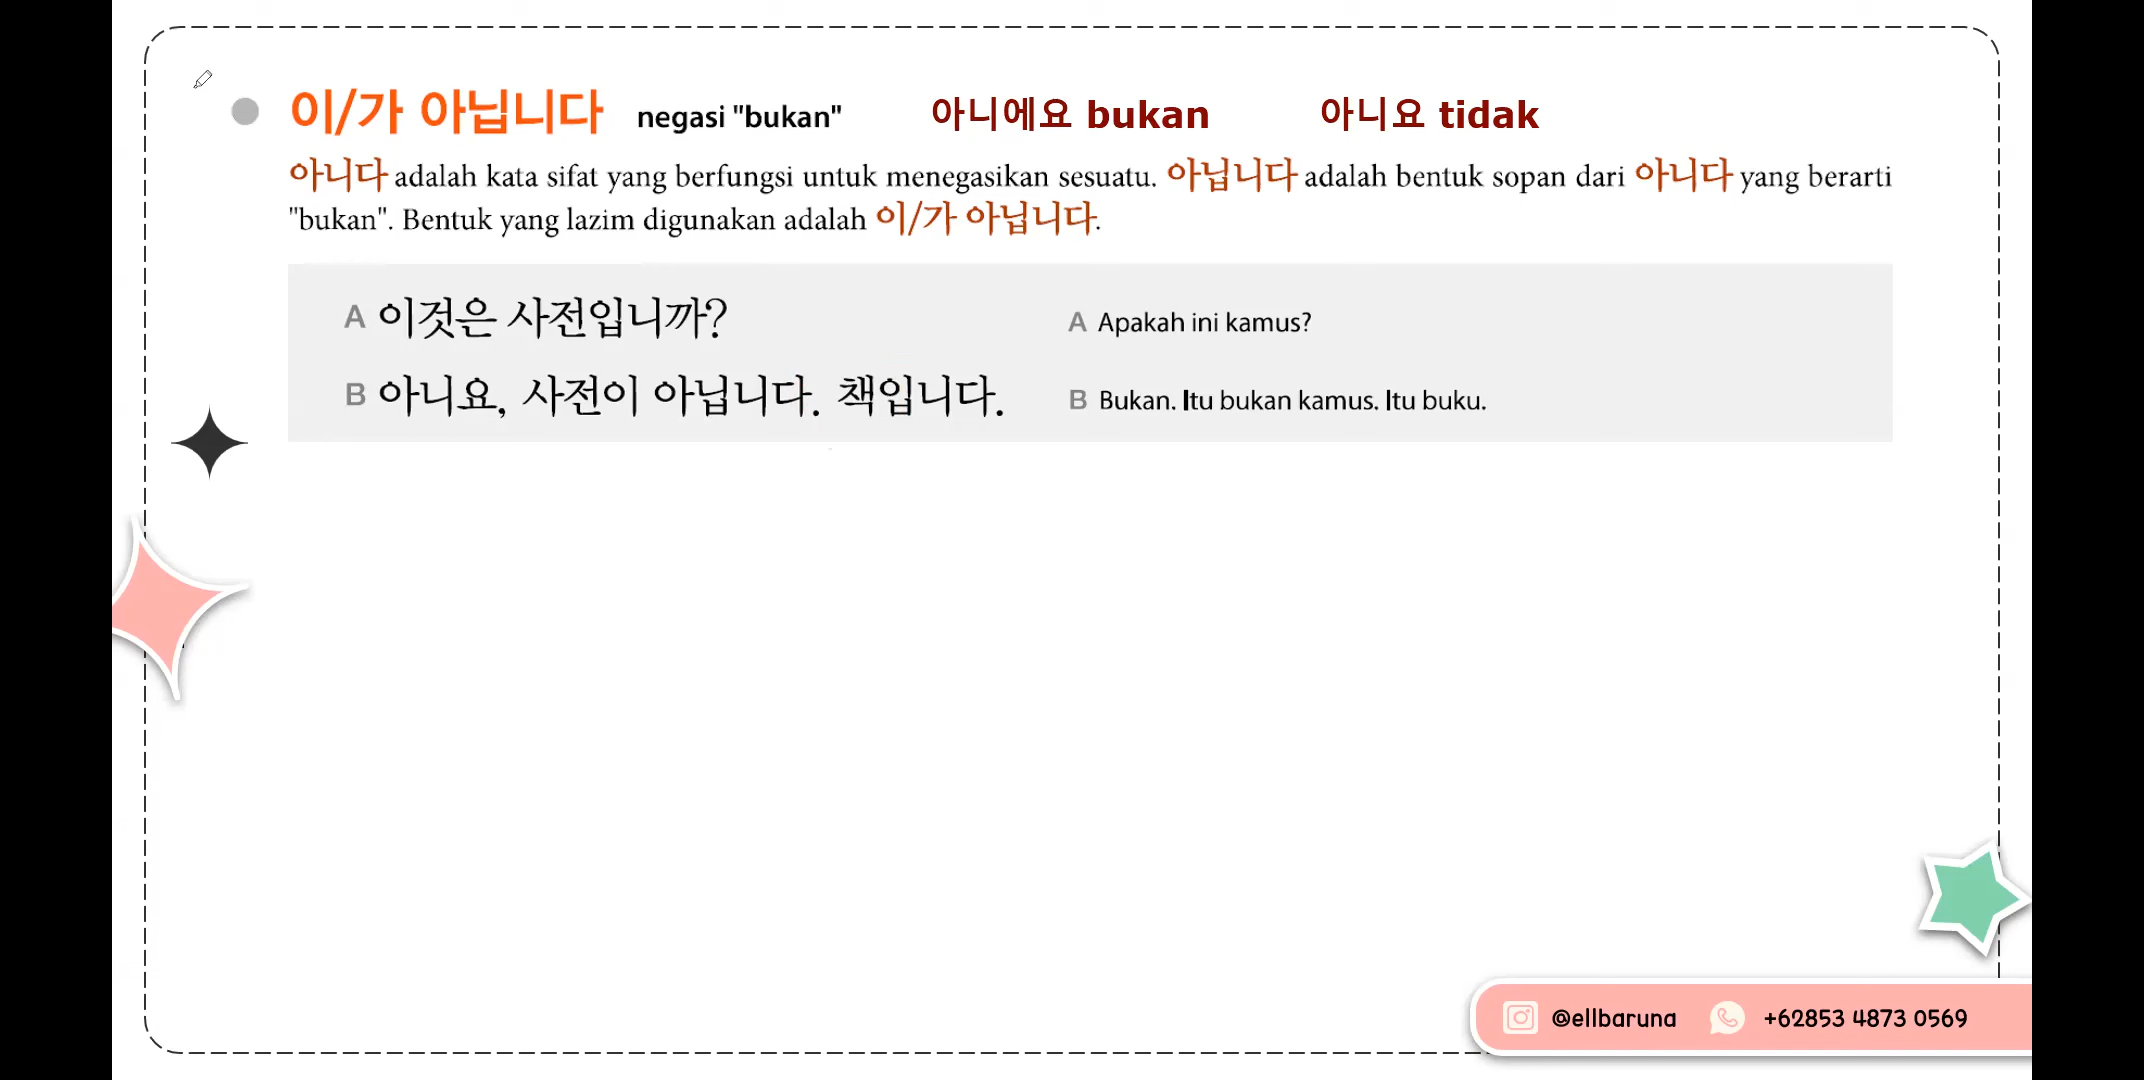 이/가 아닙니다 negasi "bukan" 아니에요 bukan 아니요 tidak
아니다 adalah kata sifat yang berfungsi untuk menegasikan sesuatu. 아닙니다 adalah bentuk sopan dari 아니다 yang berarti
"bukan". Bentuk yang lazim digunakan adalah 이/가 아닙니다.
A 이것은 사전입니까? A Apakah ini kamus?
B 아니요, 사전이 아닙니다. 책입니다. B Bukan. Itu bukan kamus. Itu buku.
@ellbaruna +62853 4873 0569